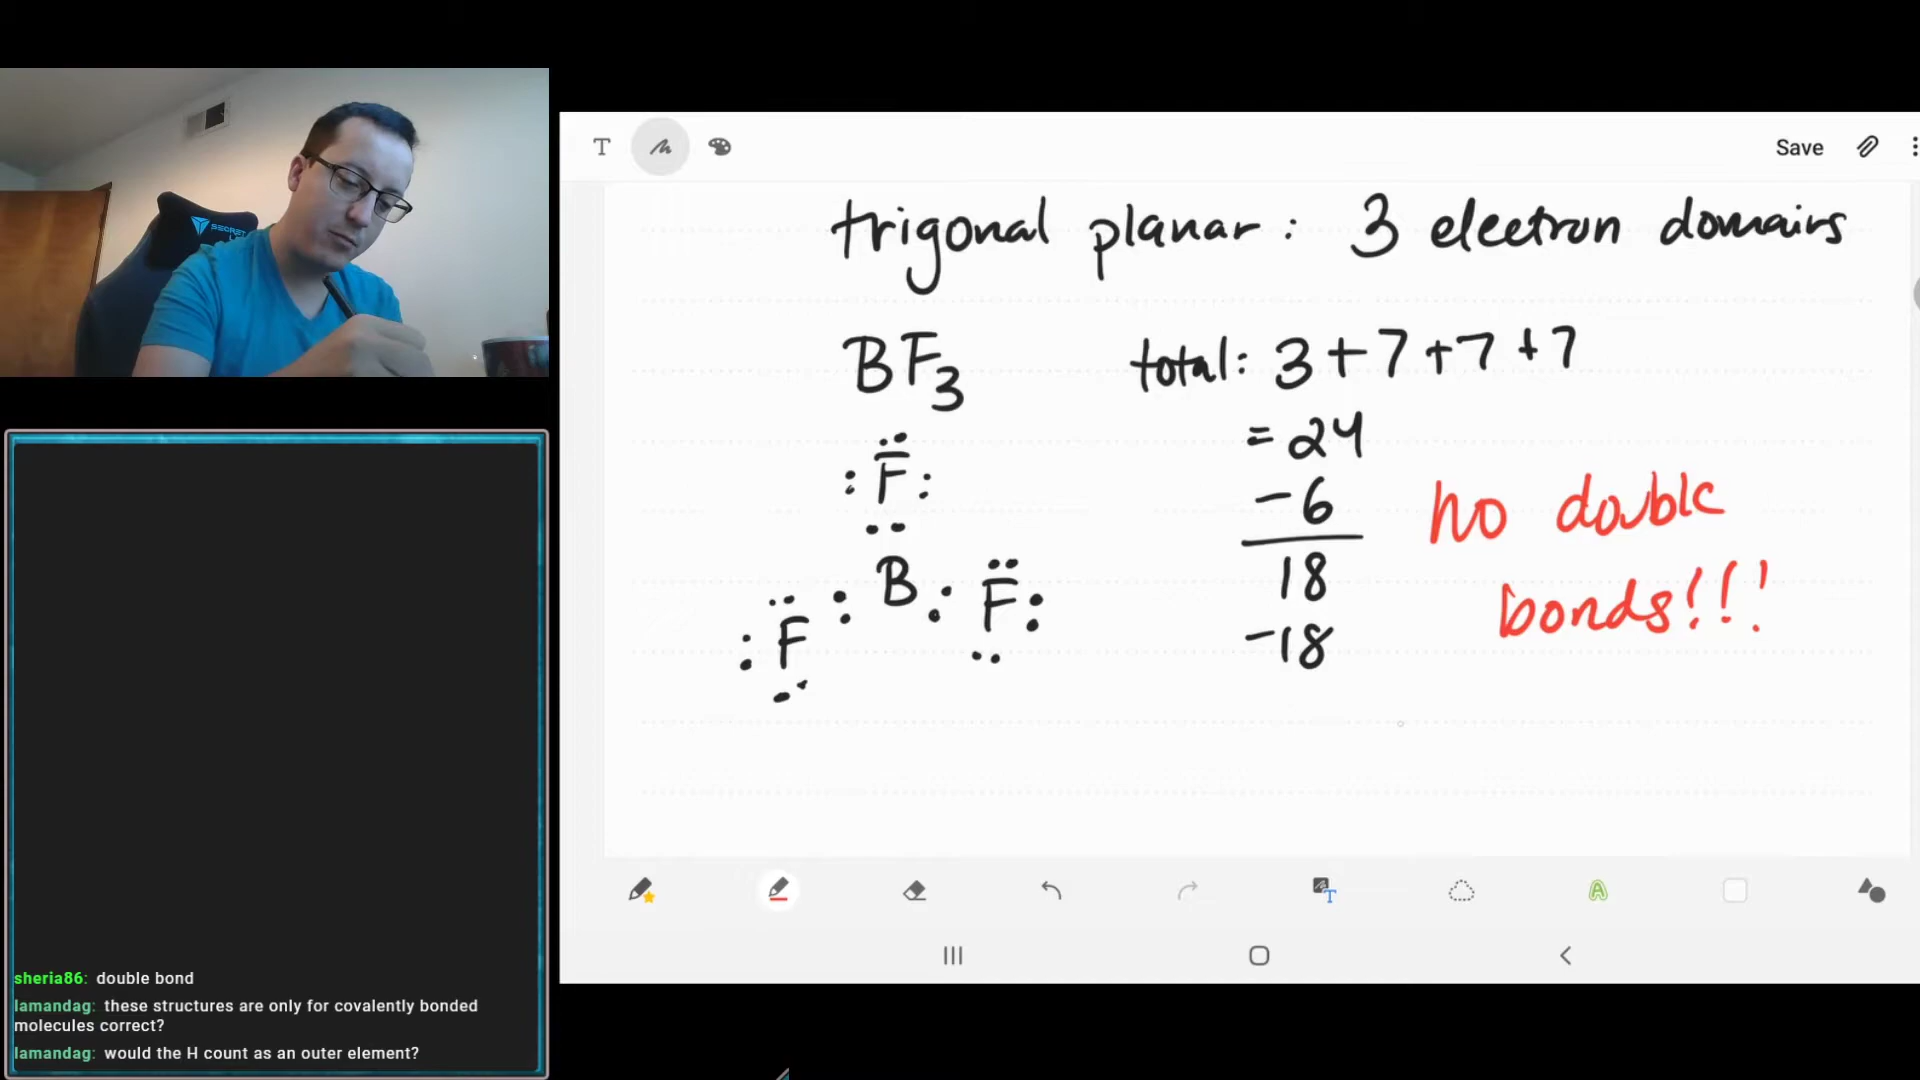 SECRET
T
Save
trigonal planar: 3 electron domains
BF3
total: 3+7+7+7
= 24
-6
18
-18
no double
bonds!!!
F
B
F
F
sheria86: double bond
lamandag: these structures are only for covalently bonded
molecules correct?
lamandag: would the H count as an outer element?